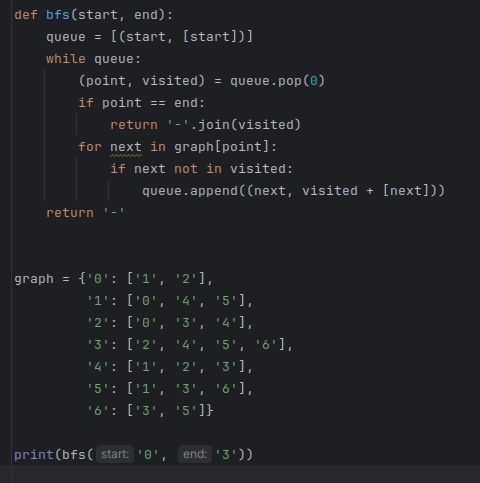 def bfs(start, end):
    queue = [(start, [start])]
    while queue:
        (point, visited) = queue.pop(0)
        if point == end:
            return '-'.join(visited)
        for next in graph[point]:
            if next not in visited:
                queue.append((next, visited + [next]))
    return '-'
graph = {'0': ['1', '2'],
         '1': ['0', '4', '5'],
         '2': ['0', '3', '4'],
         '3': ['2', '4', '5', '6'],
         '4': ['1', '2', '3'],
         '5': ['1', '3', '6'],
         '6': ['3', '5']}
print(bfs( start: '0', end: '3'))